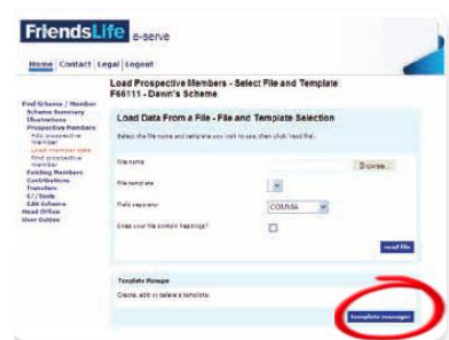 FriendsLife e-serve
Home Contact Legal Logout
Load Prospective Members - Select File and Template
F66111 - Dawn's Scheme
Find Scheme / Member
Scheme Summary
Illustrations
Prospective Members
Add prospective
member
Load member data
Find prospective
member
Existing Members
Contributions
Transfers
E//Tools
Edit Scheme
Head Office
User Guides
Load Data From a File - File and Template Selection
Select the file name and template you wish to use, then click 'read file'.
File name
Browse...
File template
Field separator
COMMA
Does your file contain headings?
read file
Template Manager
Create, edit or delete a template.
template manager